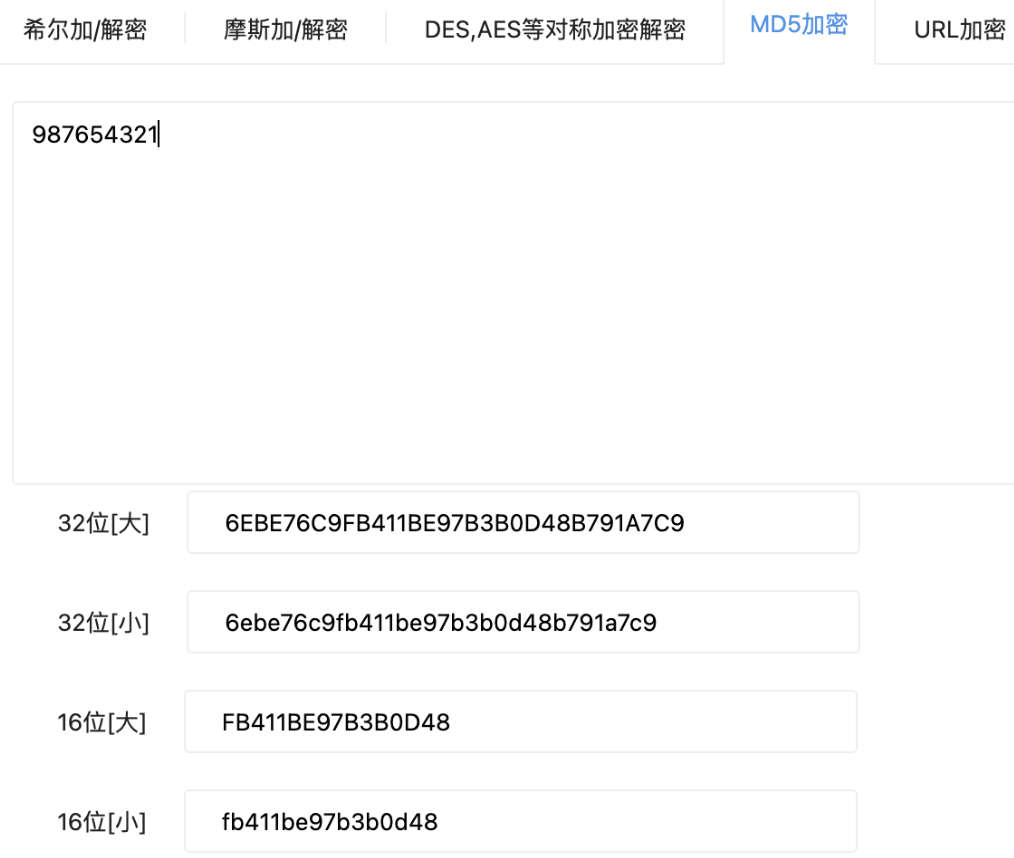 希尔加/解密 摩斯加/解密 DES,AES等对称加密解密 MD5加密 URL加密
987654321
32位[大] 6EBE76C9FB411BE97B3B0D48B791A7C9
32位[小] 6ebe76c9fb411be97b3b0d48b791a7c9
16位[大] FB411BE97B3B0D48
16位[小] fb411be97b3b0d48